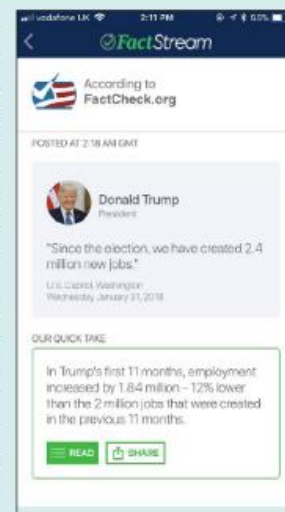 vodafone UK 2:11 PM
FactStream
According to
FactCheck.org
POSTED AT 2:18 AM GMT
Donald Trump
President
"Since the election, we have created 2.4
million new jobs."
U.S. Capitol, Washington
Wednesday, January 31, 2018
OUR QUICK TAKE
In Trump's first 11 months, employment
increased by 1.84 million – 12% lower
than the 2 million jobs that were created
in the previous 11 months.
READ SHARE